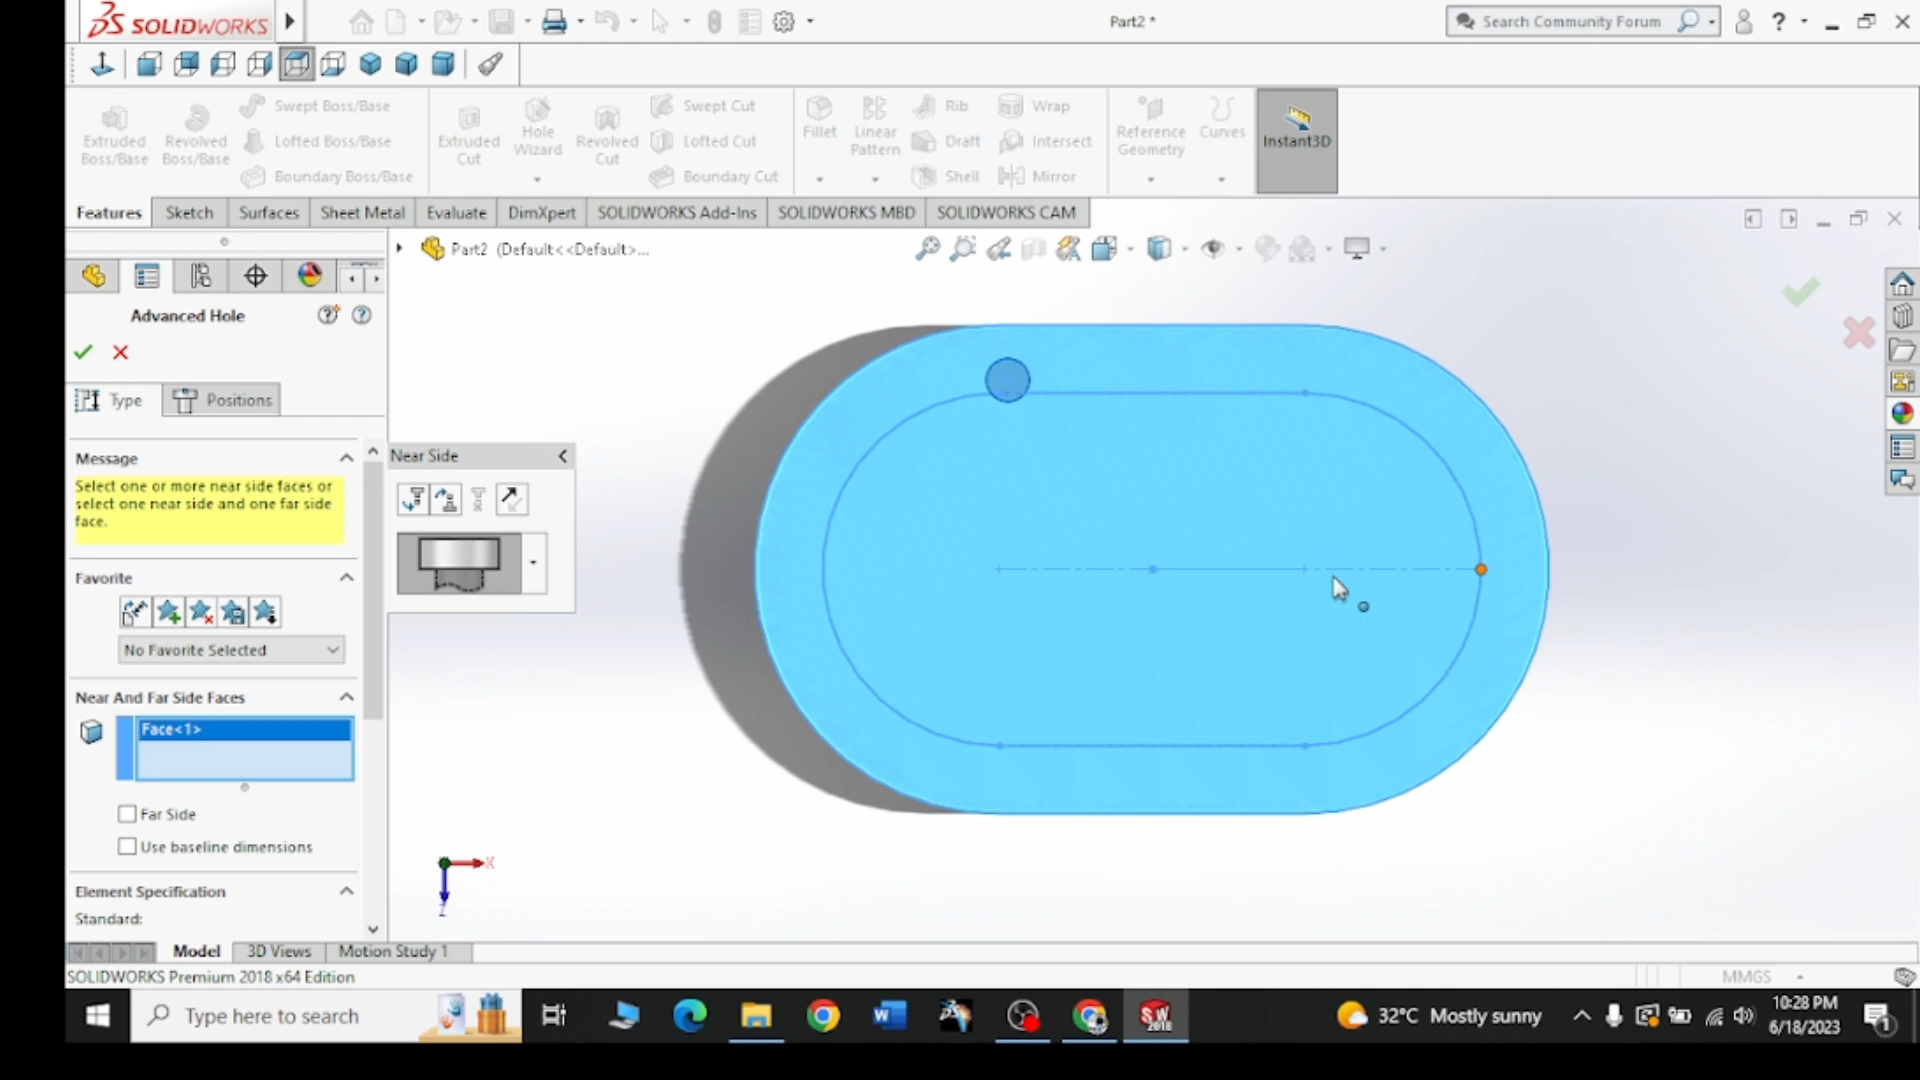 SOLIDWORKS
Part2 *
Search Community Forum
?
Extruded Boss/Base
Revolved Boss/Base
Swept Boss/Base
Lofted Boss/Base
Boundary Boss/Base
Extruded Cut
Hole Wizard
Revolved Cut
Swept Cut
Lofted Cut
Boundary Cut
Fillet
Linear Pattern
Rib
Draft
Shell
Wrap
Intersect
Mirror
Reference Geometry
Curves
Instant3D
Features
Sketch
Surfaces
Sheet Metal
Evaluate
DimXpert
SOLIDWORKS Add-Ins
SOLIDWORKS MBD
SOLIDWORKS CAM
Part2 (Default<<Default>...
Advanced Hole
Type
Positions
Message
Select one or more near side faces or
select one near side and one far side
face.
Near Side
Favorite
No Favorite Selected
Near And Far Side Faces
Face<1>
Far Side
Use baseline dimensions
Element Specification
Standard:
X
Z
Model
3D Views
Motion Study 1
SOLIDWORKS Premium 2018 x64 Edition
MMGS
Type here to search
W
SW
2018
32°C Mostly sunny
10:28 PM
6/18/2023
1